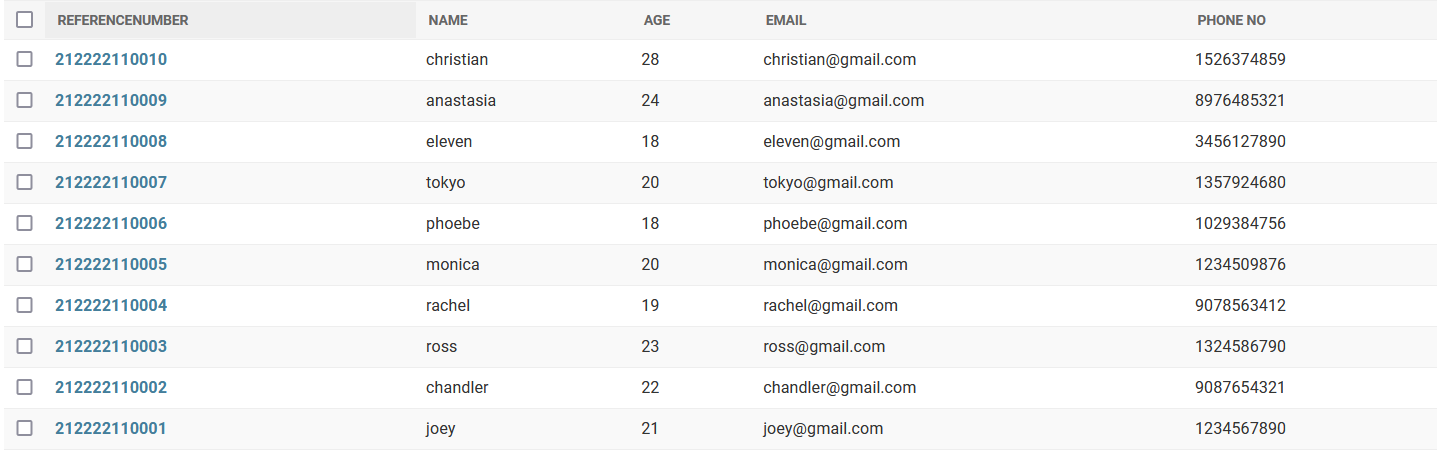 REFERENCENUMBER NAME AGE EMAIL PHONE NO
212222110010 christian 28 christian@gmail.com 1526374859
212222110009 anastasia 24 anastasia@gmail.com 8976485321
212222110008 eleven 18 eleven@gmail.com 3456127890
212222110007 tokyo 20 tokyo@gmail.com 1357924680
212222110006 phoebe 18 phoebe@gmail.com 1029384756
212222110005 monica 20 monica@gmail.com 1234509876
212222110004 rachel 19 rachel@gmail.com 9078563412
212222110003 ross 23 ross@gmail.com 1324586790
212222110002 chandler 22 chandler@gmail.com 9087654321
212222110001 joey 21 joey@gmail.com 1234567890